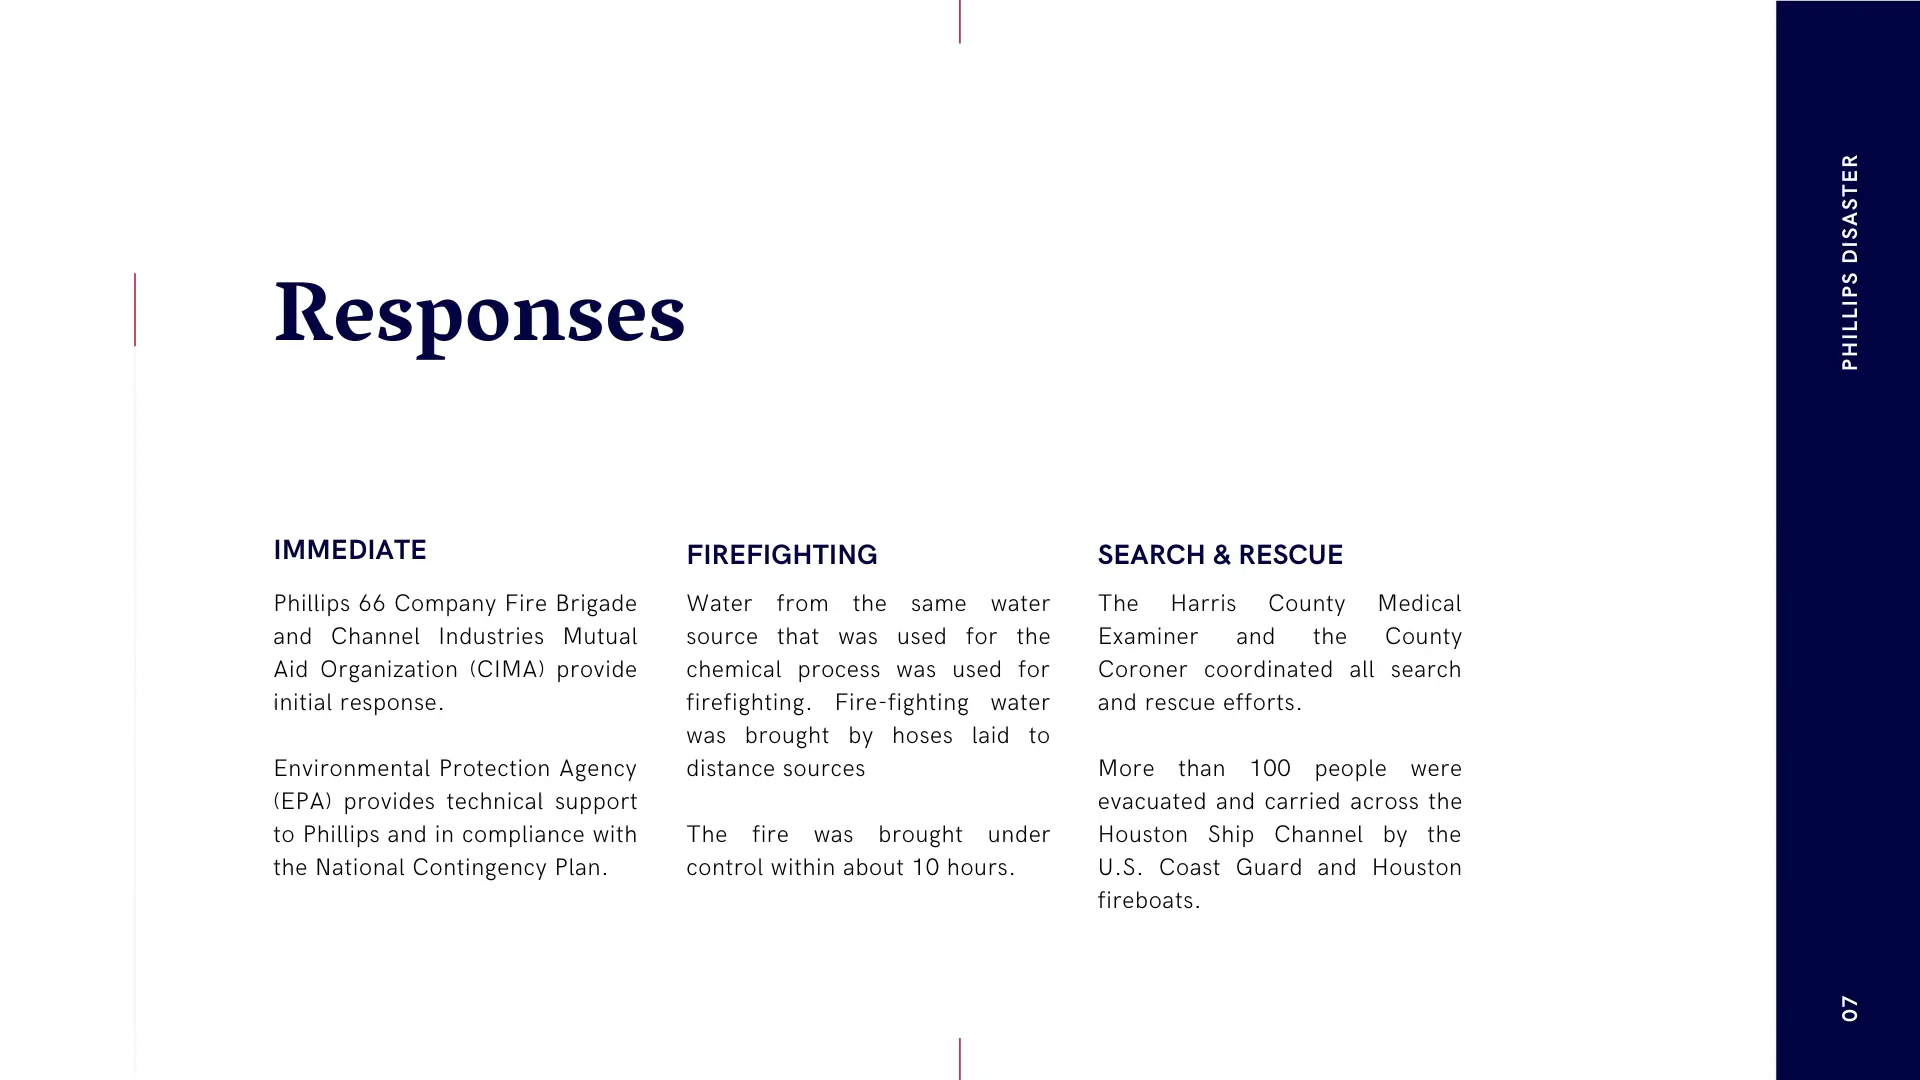 Responses
IMMEDIATE
Phillips 66 Company Fire Brigade
and Channel Industries Mutual
Aid Organization (CIMA) provide
initial response.
Environmental Protection Agency
(EPA) provides technical support
to Phillips and in compliance with
the National Contingency Plan.
FIREFIGHTING
Water from the same water
source that was used for the
chemical process was used for
firefighting. Fire-fighting water
was brought by hoses laid to
distance sources
The fire was brought under
control within about 10 hours.
SEARCH & RESCUE
The Harris County Medical
Examiner and the County
Coroner coordinated all search
and rescue efforts.
More than 100 people were
evacuated and carried across the
Houston Ship Channel by the
U.S. Coast Guard and Houston
fireboats.
PHILLIPS DISASTER
07